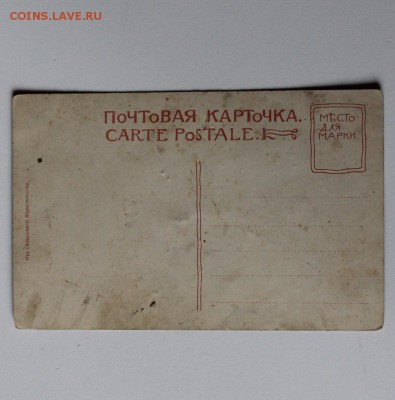 COINS.LAVE.RU
ПОЧТОВАЯ КАРТОЧКА.
CARTE POSTALE.
МѢСТО
ДЛЯ
МАРКИ